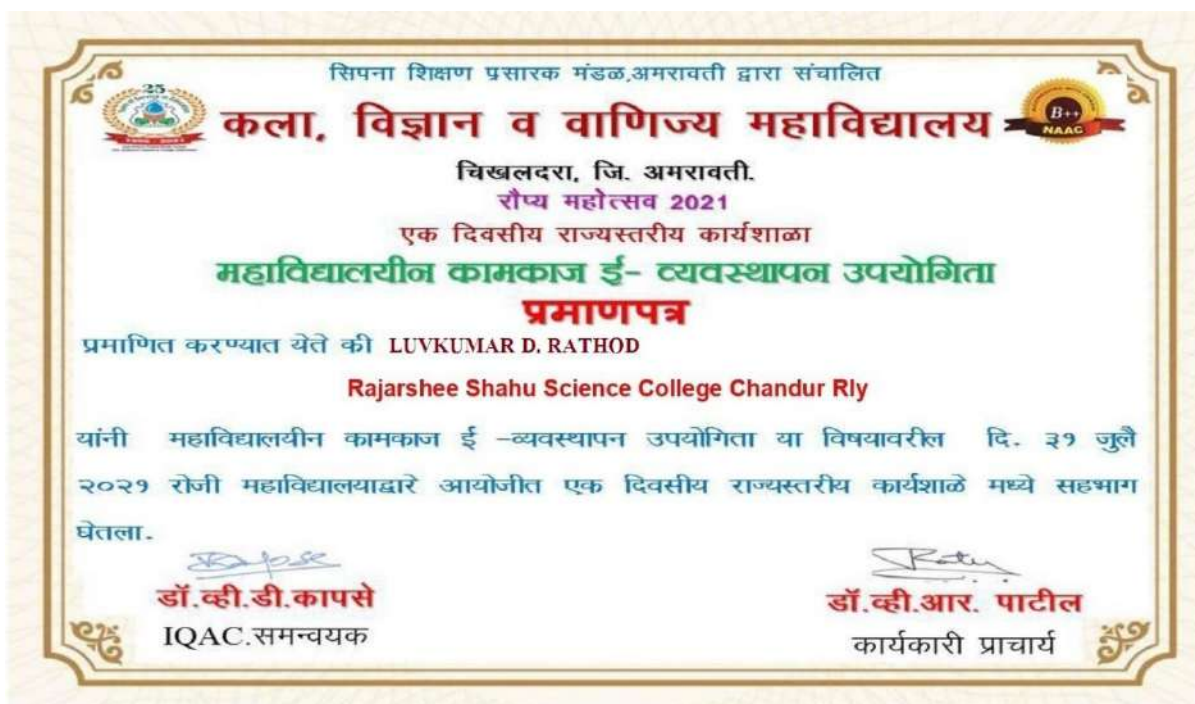 सिपना शिक्षण प्रसारक मंडळ,अमरावती द्वारा संचालित
25
कला, विज्ञान व वाणिज्य महाविद्यालय
B++
NAAC
चिखलदरा, जि. अमरावती.
रौप्य महोत्सव 2021
एक दिवसीय राज्यस्तरीय कार्यशाळा
महाविद्यालयीन कामकाज ई- व्यवस्थापन उपयोगिता
प्रमाणपत्र
प्रमाणित करण्यात येते की LUVKUMAR D. RATHOD
Rajarshee Shahu Science College Chandur Rly
यांनी महाविद्यालयीन कामकाज ई -व्यवस्थापन उपयोगिता या विषयावरील दि. ३१ जुलै
२०२१ रोजी महाविद्यालयाद्वारे आयोजीत एक दिवसीय राज्यस्तरीय कार्यशाळे मध्ये सहभाग
घेतला.
डॉ.व्ही.डी.कापसे
IQAC.समन्वयक
डॉ.व्ही.आर. पाटील
कार्यकारी प्राचार्य